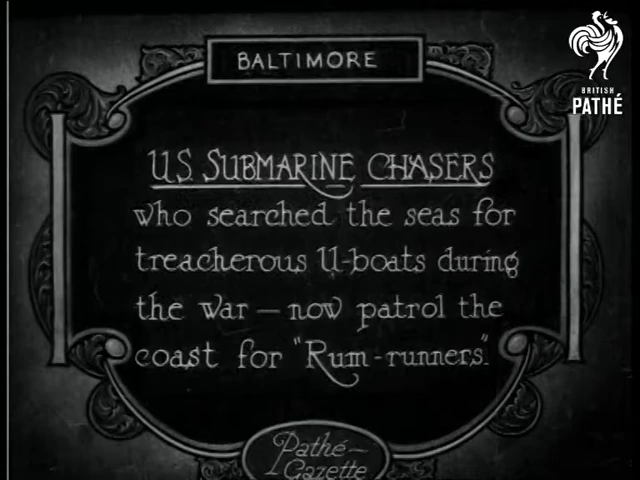 BALTIMORE
BRITISH
PATHÉ
U.S. SUBMARINE CHASERS
who searched the seas for
treacherous U-boats during
the war — now patrol the
coast for "Rum-runners".
Pathé-
Gazette